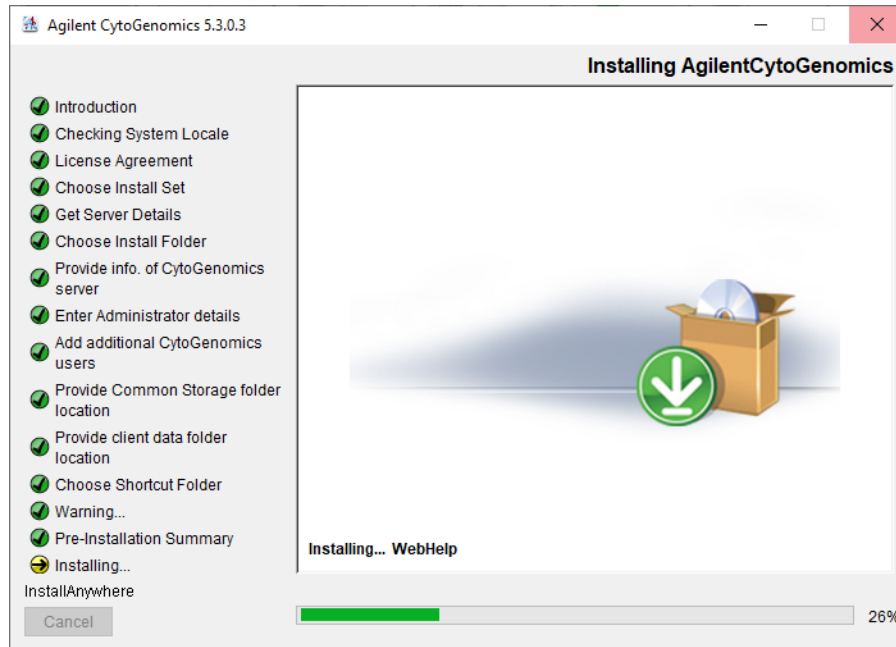 Agilent CytoGenomics 5.3.0.3
Installing AgilentCytoGenomics
Introduction
Checking System Locale
License Agreement
Choose Install Set
Get Server Details
Choose Install Folder
Provide info. of CytoGenomics
server
Enter Administrator details
Add additional CytoGenomics
users
Provide Common Storage folder
location
Provide client data folder
location
Choose Shortcut Folder
Warning...
Pre-Installation Summary
Installing...
Installing... WebHelp
InstallAnywhere
Cancel
26%